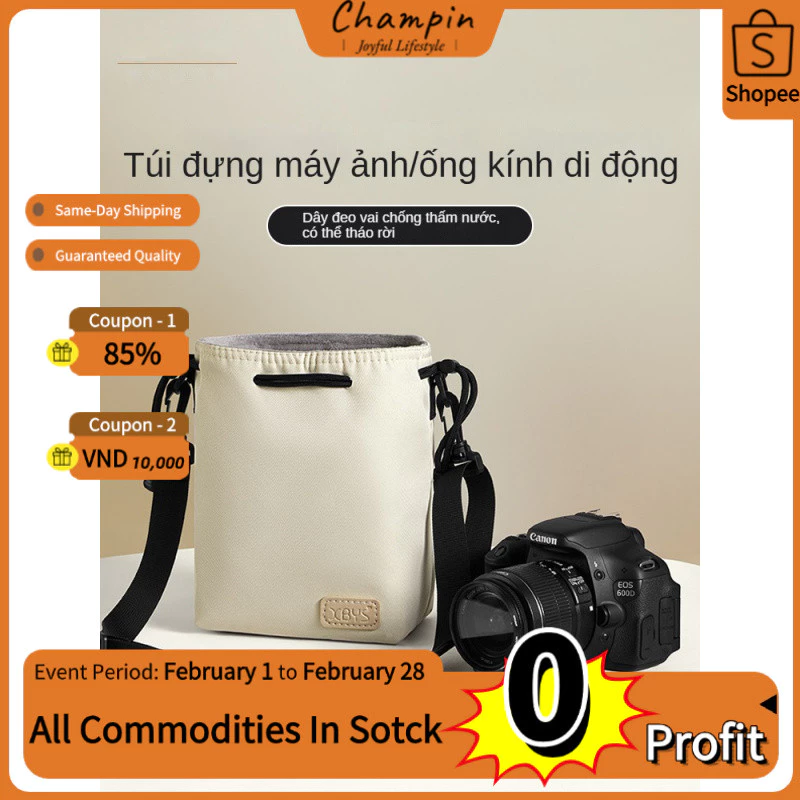 Champin
Joyful Lifestyle
Shopee
Túi đựng máy ảnh/ống kính di động
Same-Day Shipping
Dây đeo vai chống thấm nước,
có thể tháo rời
Guaranteed Quality
Coupon - 1
85%
Coupon - 2
VND 10,000
Canon
EOS
600D
XBYS
Event Period: February 1 to February 28
All Commodities In Sotck
0
Profit